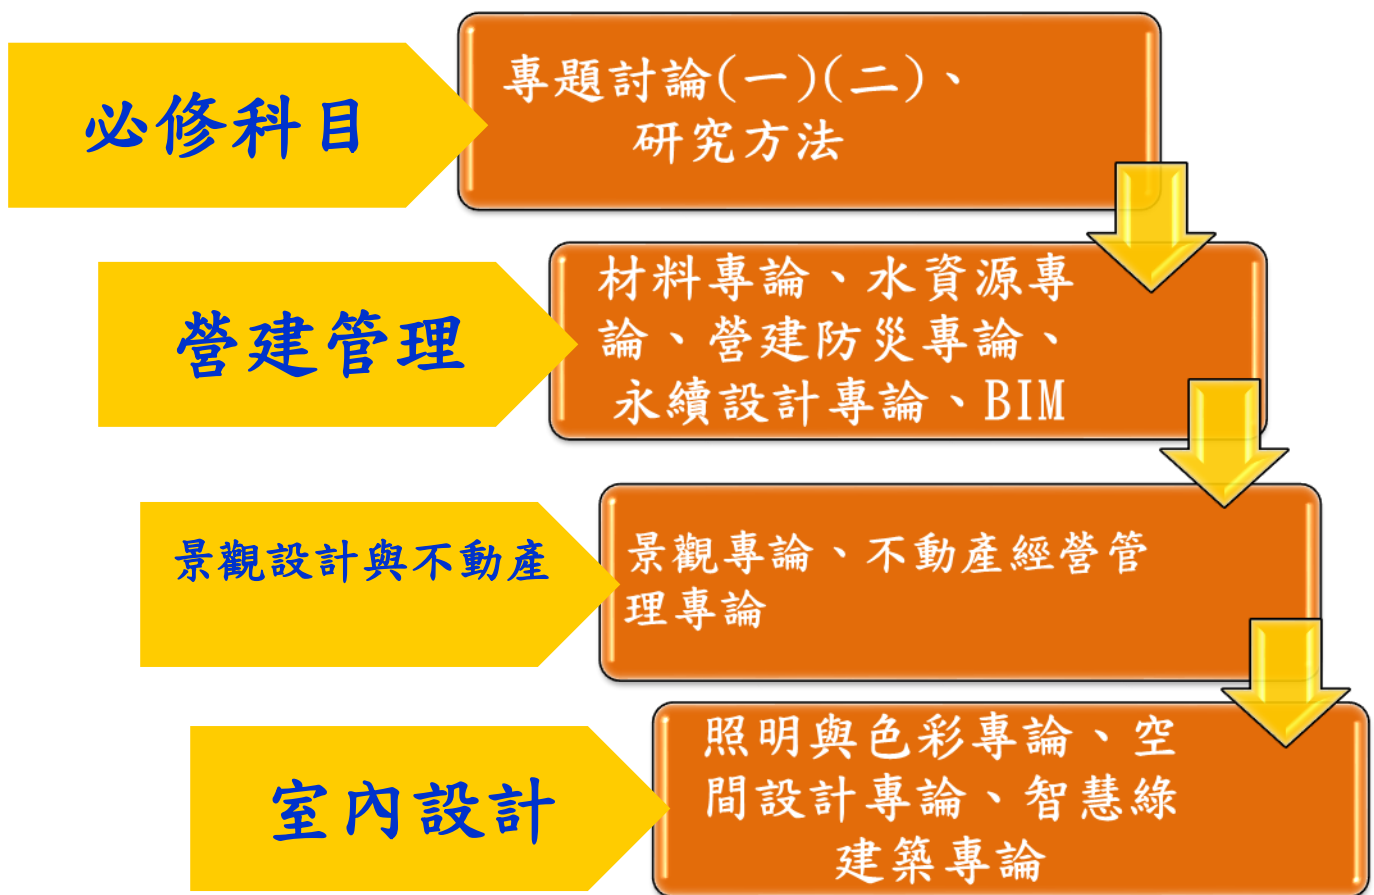 必修科目
專題討論(一)(二)、
研究方法
營建管理
材料專論、水資源專
論、營建防災專論、
永續設計專論、BIM
景觀設計與不動產
景觀專論、不動產經營管
理專論
室內設計
照明與色彩專論、空
間設計專論、智慧綠
建築專論